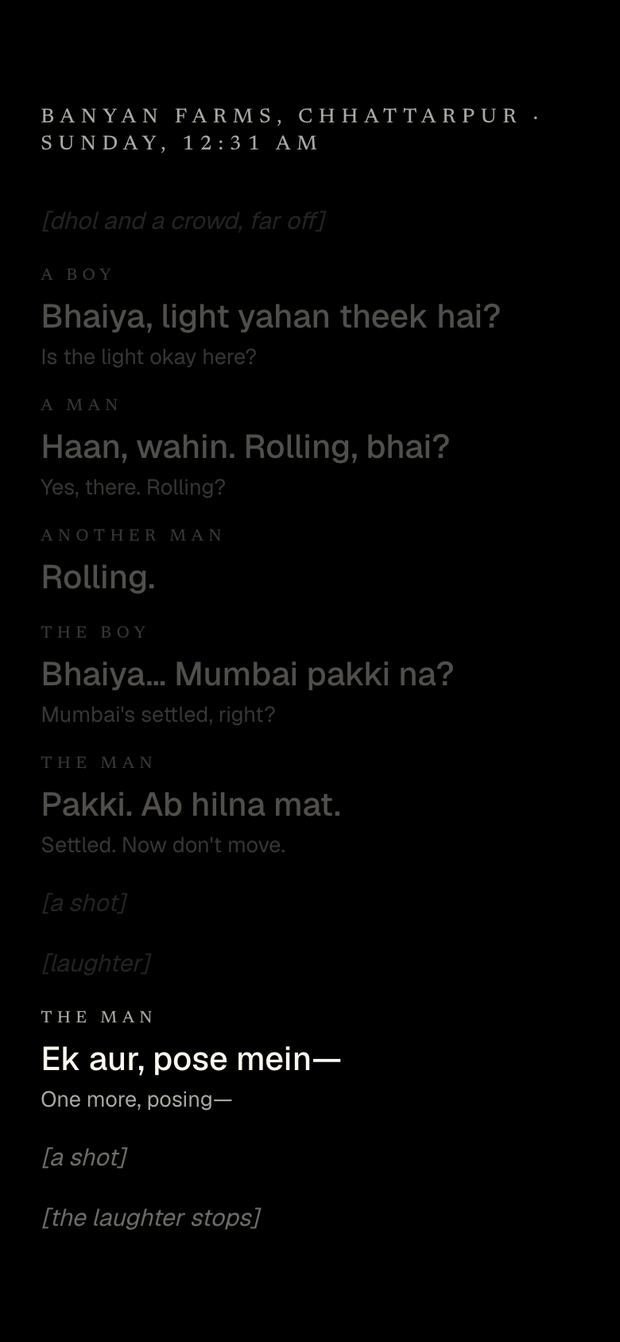 BANYAN FARMS, CHHATTARPUR ·
SUNDAY, 12:31 AM
[dhol and a crowd, far off]
A BOY
Bhaiya, light yahan theek hai?
Is the light okay here?
A MAN
Haan, wahin. Rolling, bhai?
Yes, there. Rolling?
ANOTHER MAN
Rolling.
THE BOY
Bhaiya... Mumbai pakki na?
Mumbai's settled, right?
THE MAN
Pakki. Ab hilna mat.
Settled. Now don't move.
[a shot]
[laughter]
THE MAN
Ek aur, pose mein—
One more, posing—
[a shot]
[the laughter stops]